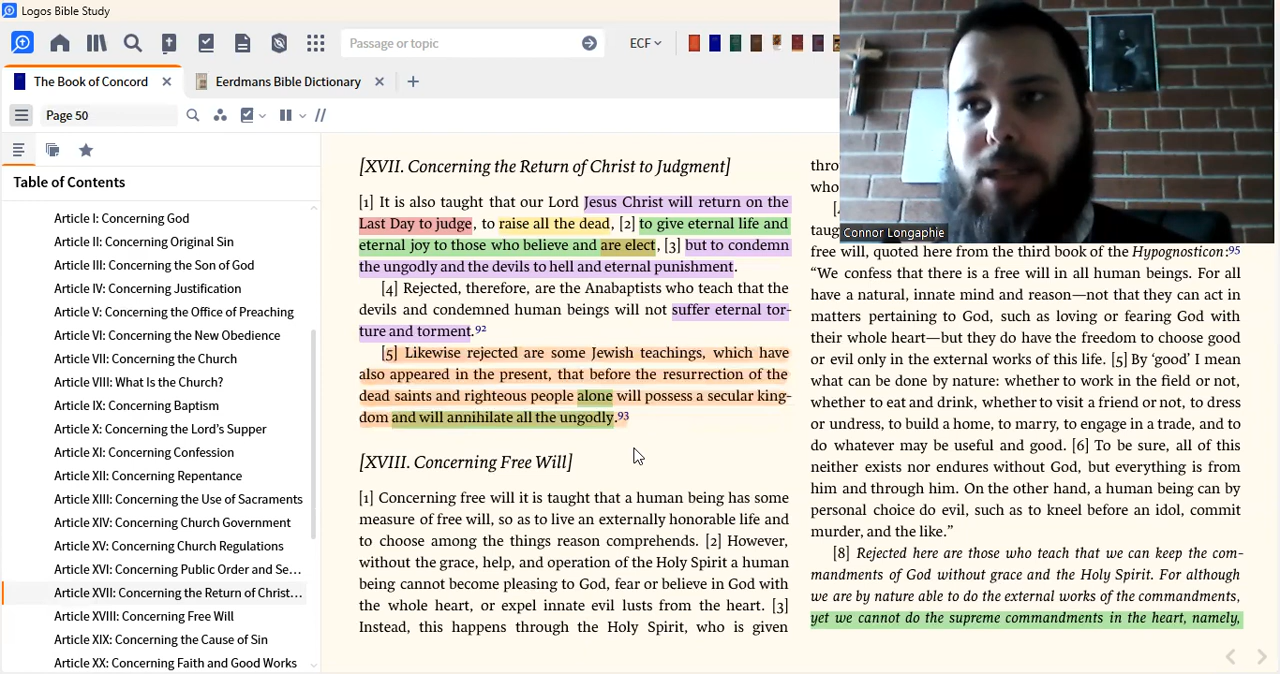 Logos Bible Study
Passage or topic
ECF
The Book of Concord
Eerdmans Bible Dictionary
Page 50
Table of Contents
Article I: Concerning God
Article II: Concerning Original Sin
Article III: Concerning the Son of God
Article IV: Concerning Justification
Article V: Concerning the Office of Preaching
Article VI: Concerning the New Obedience
Article VII: Concerning the Church
Article VIII: What Is the Church?
Article IX: Concerning Baptism
Article X: Concerning the Lord's Supper
Article XI: Concerning Confession
Article XII: Concerning Repentance
Article XIII: Concerning the Use of Sacraments
Article XIV: Concerning Church Government
Article XV: Concerning Church Regulations
Article XVI: Concerning Public Order and Se...
Article XVII: Concerning the Return of Christ...
Article XVIII: Concerning Free Will
Article XIX: Concerning the Cause of Sin
Article XX: Concerning Faith and Good Works
[XVII. Concerning the Return of Christ to Judgment]
[1] It is also taught that our Lord Jesus Christ will return on the
Last Day to judge, to raise all the dead, [2] to give eternal life and
eternal joy to those who believe and are elect, [3] but to condemn
the ungodly and the devils to hell and eternal punishment.
[4] Rejected, therefore, are the Anabaptists who teach that the
devils and condemned human beings will not suffer eternal tor-
ture and torment.92
[5] Likewise rejected are some Jewish teachings, which have
also appeared in the present, that before the resurrection of the
dead saints and righteous people alone will possess a secular king-
dom and will annihilate all the ungodly.93
[XVIII. Concerning Free Will]
[1] Concerning free will it is taught that a human being has some
measure of free will, so as to live an externally honorable life and
to choose among the things reason comprehends. [2] However,
without the grace, help, and operation of the Holy Spirit a human
being cannot become pleasing to God, fear or believe in God with
the whole heart, or expel innate evil lusts from the heart. [3]
Instead, this happens through the Holy Spirit, who is given
Connor Longaphie
free will, quoted here from the third book of the Hypognosticon:95
“We confess that there is a free will in all human beings. For all
have a natural, innate mind and reason—not that they can act in
matters pertaining to God, such as loving or fearing God with
their whole heart—but they do have the freedom to choose good
or evil only in the external works of this life. [5] By ‘good’ I mean
what can be done by nature: whether to work in the field or not,
whether to eat and drink, whether to visit a friend or not, to dress
or undress, to build a home, to marry, to engage in a trade, and to
do whatever may be useful and good. [6] To be sure, all of this
neither exists nor endures without God, but everything is from
him and through him. On the other hand, a human being can by
personal choice do evil, such as to kneel before an idol, commit
murder, and the like.”
[8] Rejected here are those who teach that we can keep the com-
mandments of God without grace and the Holy Spirit. For although
we are by nature able to do the external works of the commandments,
yet we cannot do the supreme commandments in the heart, namely,